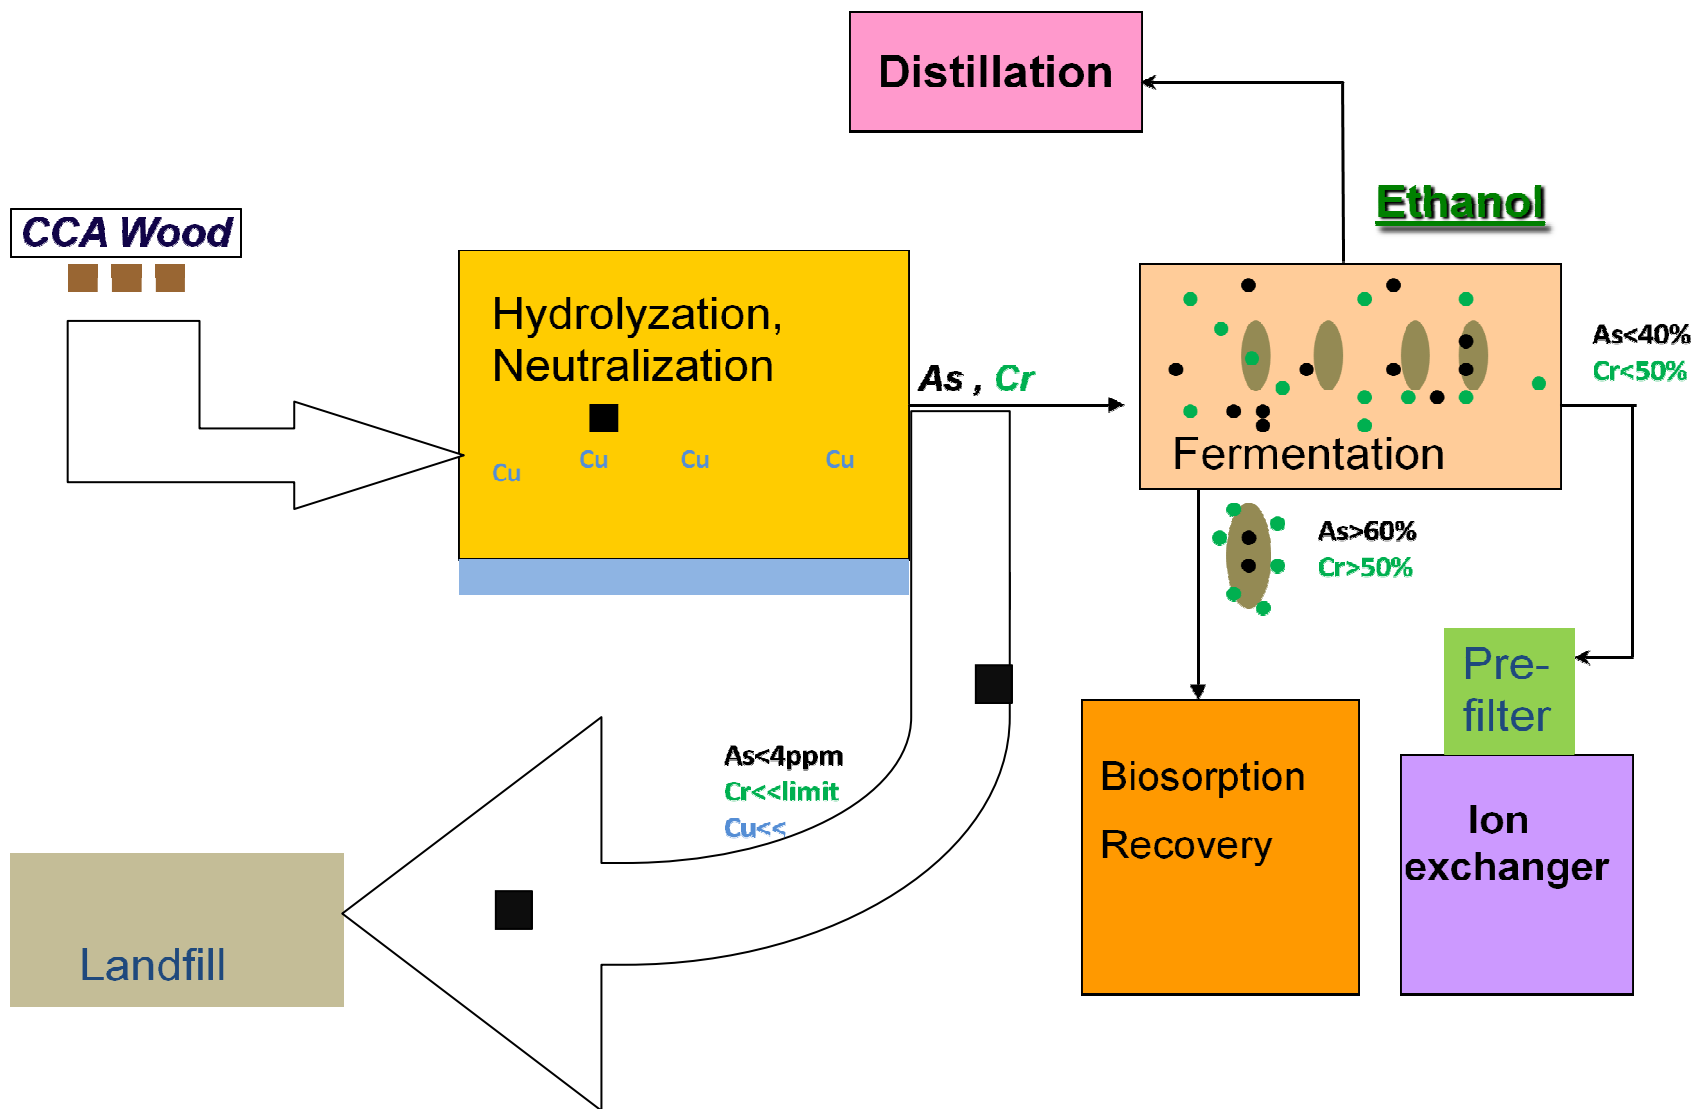 Distillation
Ethanol
CCA Wood
Hydrolyzation,
Neutralization
Cu
Cu
Cu
Cu
As , Cr
Fermentation
As<40%
Cr<50%
As>60%
Cr>50%
Pre-
filter
As<4ppm
Cr<<limit
Cu<<
Biosorption
Recovery
Ion
exchanger
Landfill